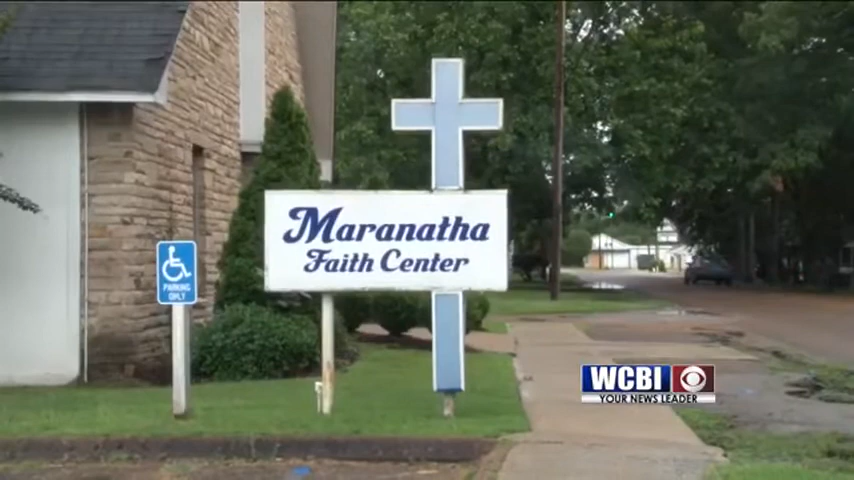 Maranatha
Faith Center
PARKING
ONLY
WCBI
YOUR NEWS LEADER